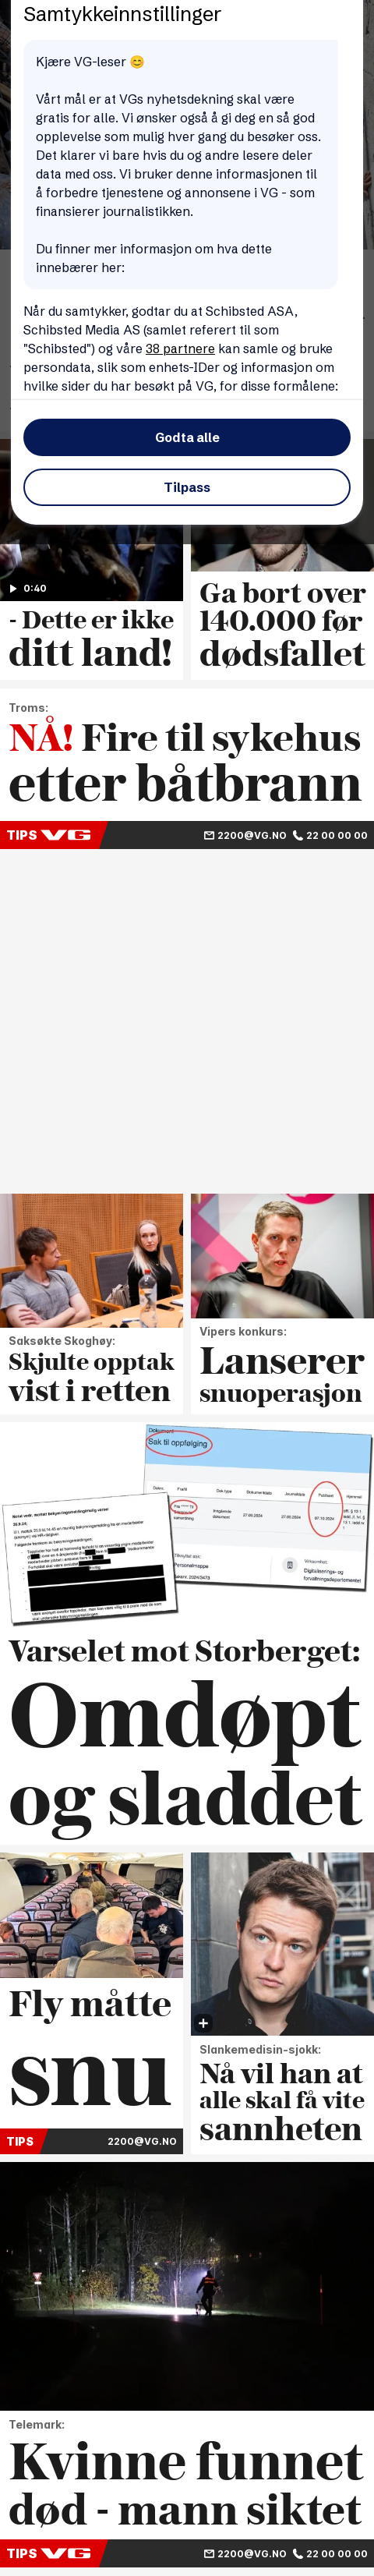 Samtykkeinnstillinger
Kjære VG-leser 😊
Vårt mål er at VGs nyhetsdekning skal være
gratis for alle. Vi ønsker også å gi deg en så god
opplevelse som mulig hver gang du besøker oss.
Det klarer vi bare hvis du og andre lesere deler
data med oss. Vi bruker denne informasjonen til
å forbedre tjenestene og annonsene i VG - som
finansierer journalistikken.
Du finner mer informasjon om hva dette
innebærer her:
Når du samtykker, godtar du at Schibsted ASA,
Schibsted Media AS (samlet referert til som
"Schibsted") og våre 38 partnere kan samle og bruke
persondata, slik som enhets-IDer og informasjon om
hvilke sider du har besøkt på VG, for disse formålene:
Godta alle
Tilpass
0:40
- Dette er ikke
ditt land!
Ga bort over
140.000 før
dødsfallet
Troms:
NÅ! Fire til sykehus
etter båtbrann
TIPS VG 2200@VG.NO 22 00 00 00
Saksøkte Skoghøy:
Skjulte opptak
vist i retten
Vipers konkurs:
Lanserer
snuoperasjon
Dokument
Sak til oppfølging
Varselet mot Storberget:
Omdøpt
og sladdet
Fly måtte
snu
TIPS 2200@VG.NO
Slankemedisin-sjokk:
Nå vil han at
alle skal få vite
sannheten
Telemark:
Kvinne funnet
død - mann siktet
TIPS VG 2200@VG.NO 22 00 00 00